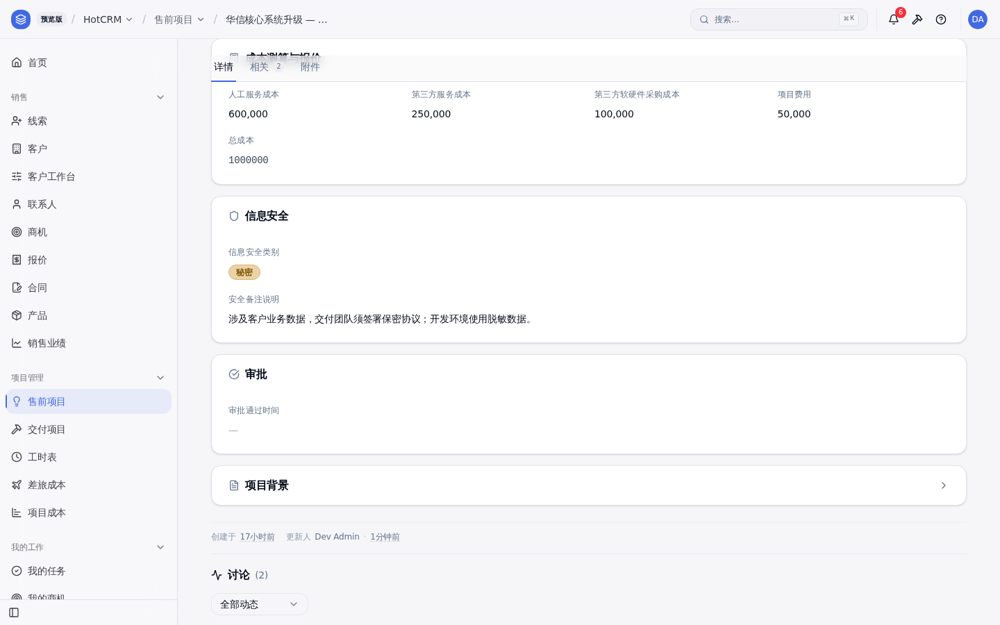 预览版 / HotCRM / 售前项目 / 华信核心系统升级 — …
搜索...
⌘K
6
DA
首页
销售
线索
客户
客户工作台
联系人
商机
报价
合同
产品
销售业绩
项目管理
售前项目
交付项目
工时表
差旅成本
项目成本
我的工作
我的任务
我的商机
成本测算与报价
详情 相关 2 附件
人工服务成本 第三方服务成本 第三方软硬件采购成本 项目费用
600,000 250,000 100,000 50,000
总成本
1000000
信息安全
信息安全类别
秘密
安全备注说明
涉及客户业务数据，交付团队须签署保密协议；开发环境使用脱敏数据。
审批
审批通过时间
—
项目背景
创建于 17小时前 更新人 Dev Admin · 1分钟前
讨论 (2)
全部动态